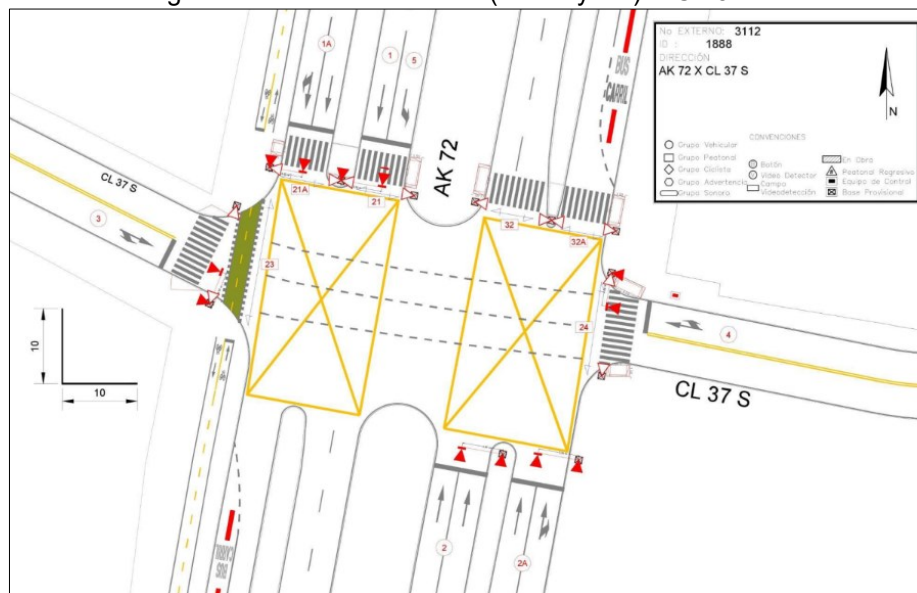 No EXTERNO: 3112
ID : 1888
DIRECCIÓN
AK 72 X CL 37 S
N
CONVENCIONES
Grupo Vehicular
Grupo Peatonal
Grupo Ciclista
Grupo Advertencia
Grupo Sonoro
Botón
Video Detector
Campo
Videodetección
En Obra
Peatonal Regresivo
Equipo de Control
Base Provisional
1A
1
5
BUS
CARRIL
AK 72
CL 37 S
3
21A
21
32
32A
23
24
4
10
10
CL 37 S
2
2A
CARRIL
BUS